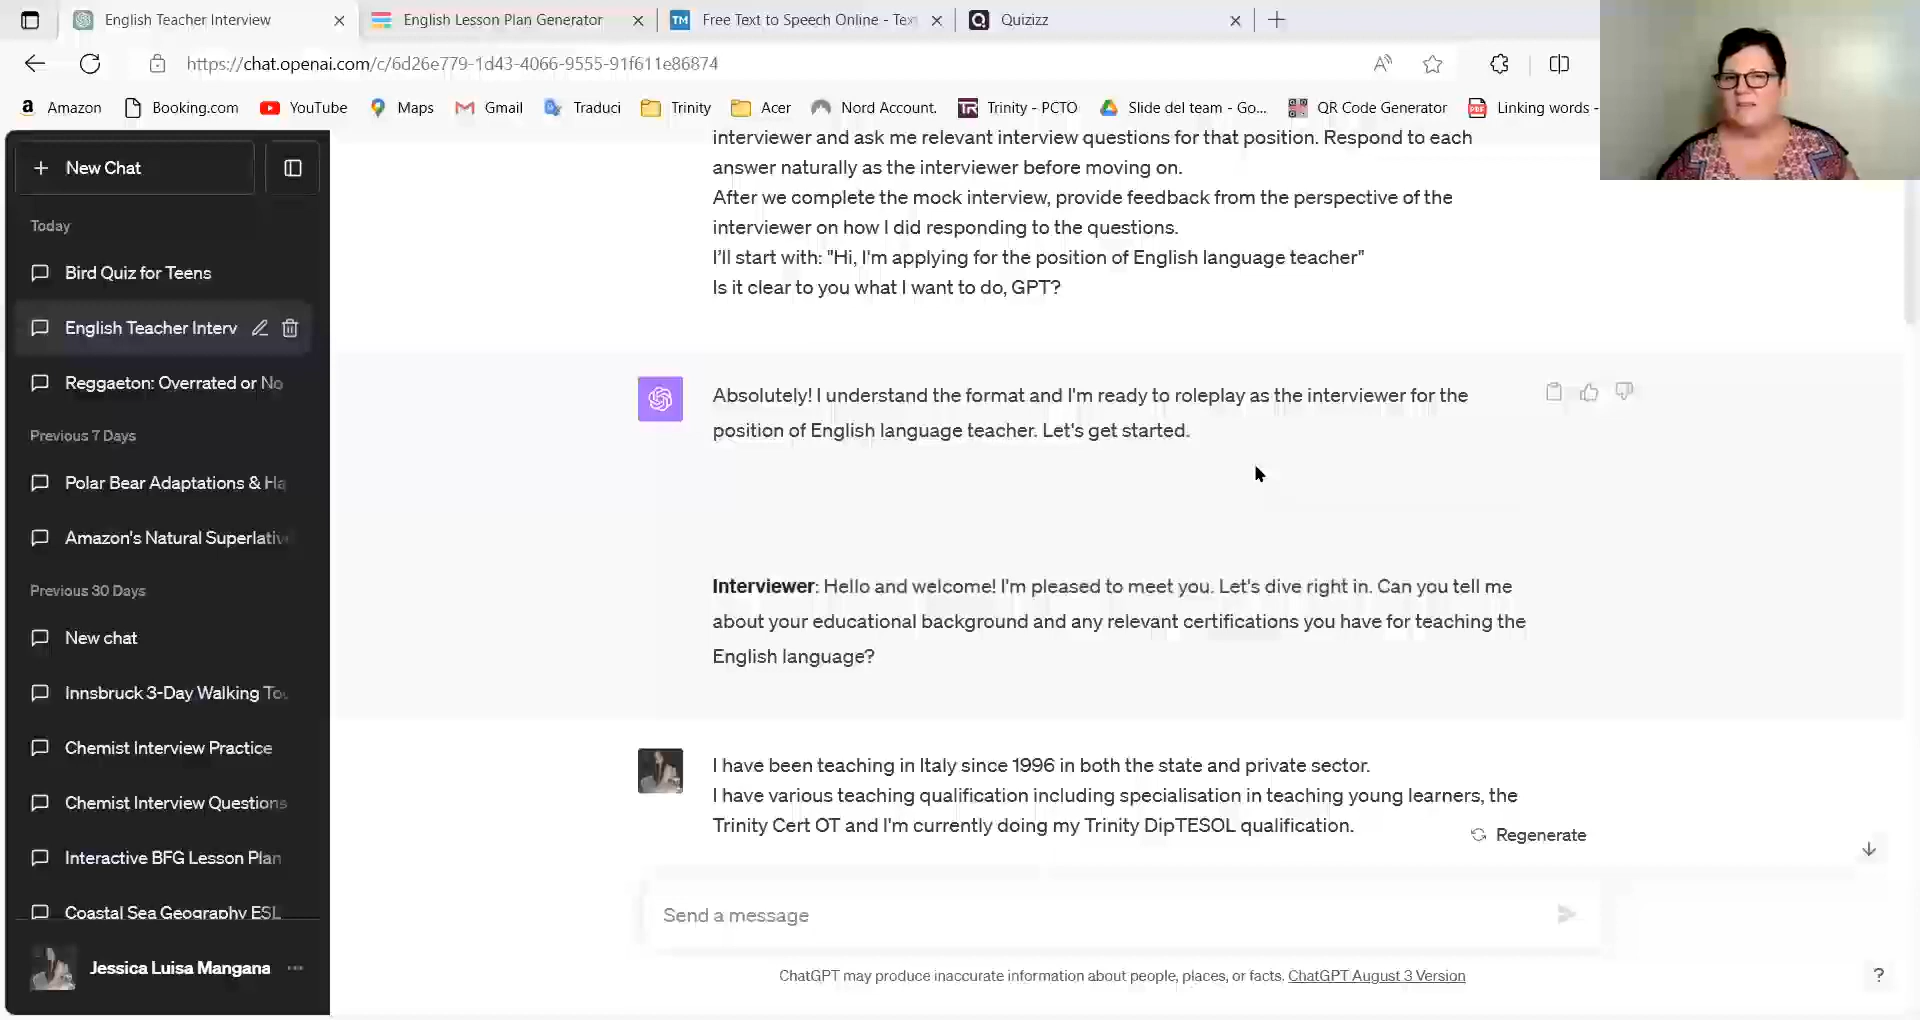 English Teacher Interview
English Lesson Plan Generator
Free Text to Speech Online - Tex
Quizizz
https://chat.openai.com/c/6d26e779-1d43-4066-9555-91f611e86874
Amazon
Booking.com
YouTube
Maps
Gmail
Traduci
Trinity
Acer
Nord Account.
Trinity - PCTO
Slide del team - Go...
QR Code Generator
Linking words -
New Chat
Today
Bird Quiz for Teens
English Teacher Interv
Reggaeton: Overrated or No
Previous 7 Days
Polar Bear Adaptations & Ha
Amazon's Natural Superlativ
Previous 30 Days
New chat
Innsbruck 3-Day Walking To
Chemist Interview Practice
Chemist Interview Questions
Interactive BFG Lesson Plan
Coastal Sea Geography ESL
Jessica Luisa Mangana
interviewer and ask me relevant interview questions for that position. Respond to each
answer naturally as the interviewer before moving on.
After we complete the mock interview, provide feedback from the perspective of the
interviewer on how I did responding to the questions.
I'll start with: "Hi, I'm applying for the position of English language teacher"
Is it clear to you what I want to do, GPT?
Absolutely! I understand the format and I'm ready to roleplay as the interviewer for the
position of English language teacher. Let's get started.
Interviewer: Hello and welcome! I'm pleased to meet you. Let's dive right in. Can you tell me
about your educational background and any relevant certifications you have for teaching the
English language?
I have been teaching in Italy since 1996 in both the state and private sector.
I have various teaching qualification including specialisation in teaching young learners, the
Trinity Cert OT and I'm currently doing my Trinity DipTESOL qualification.
Regenerate
Send a message
ChatGPT may produce inaccurate information about people, places, or facts. ChatGPT August 3 Version
?